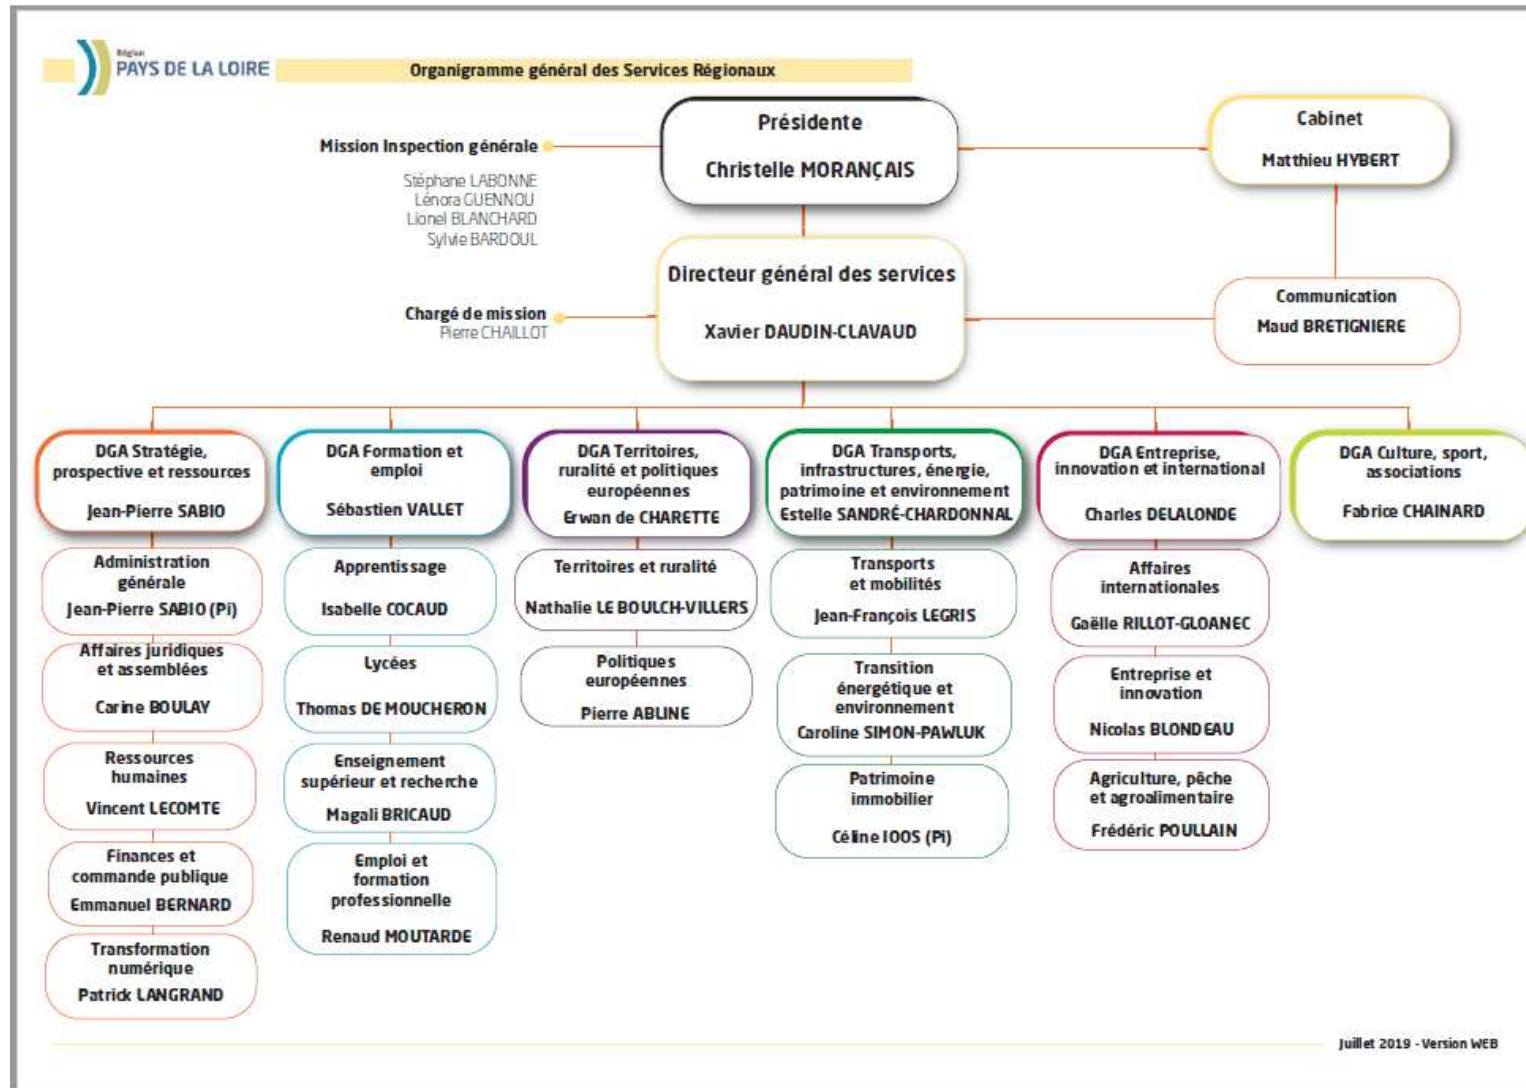 Région
PAYS DE LA LOIRE
Organigramme général des Services Régionaux
Présidente
Christelle MORANÇAIS
Cabinet
Matthieu HYBERT
Mission Inspection générale
Stéphane LABONNE
Lénora GUENNOU
Lionel BLANCHARD
Sylvie BARDOUL
Directeur général des services
Xavier DAUDIN-CLAVAUD
Chargé de mission
Pierre CHAILLOT
Communication
Maud BRETIGNIERE
DGA Stratégie,
prospective et ressources
Jean-Pierre SABIO
Administration
générale
Jean-Pierre SABIO (Pi)
Affaires juridiques
et assemblées
Carine BOULAY
Ressources
humaines
Vincent LECOMTE
Finances et
commande publique
Emmanuel BERNARD
Transformation
numérique
Patrick LANGRAND
DGA Formation et
emploi
Sébastien VALLET
Apprentissage
Isabelle COCAUD
Lycées
Thomas DE MOUCHERON
Enseignement
supérieur et recherche
Magali BRICAUD
Emploi et
formation
professionnelle
Renaud MOUTARDE
DGA Territoires,
ruralité et politiques
européennes
Erwan de CHARETTE
Territoires et ruralité
Nathalie LE BOULCH-VILLERS
Politiques
européennes
Pierre ABLINE
DGA Transports,
infrastructures, énergie,
patrimoine et environnement
Estelle SANDRÉ-CHARDONNAL
Transports
et mobilités
Jean-François LEGRIS
Transition
énergétique et
environnement
Caroline SIMON-PAWLUK
Patrimoine
immobilier
Céline IOOS (Pi)
DGA Entreprise,
innovation et international
Charles DELALONDE
Affaires
internationales
Gaëlle RILLOT-GLOANEC
Entreprise et
innovation
Nicolas BLONDEAU
Agriculture, pêche
et agroalimentaire
Frédéric POULLAIN
DGA Culture, sport,
associations
Fabrice CHAINARD
Juillet 2019 - Version WEB